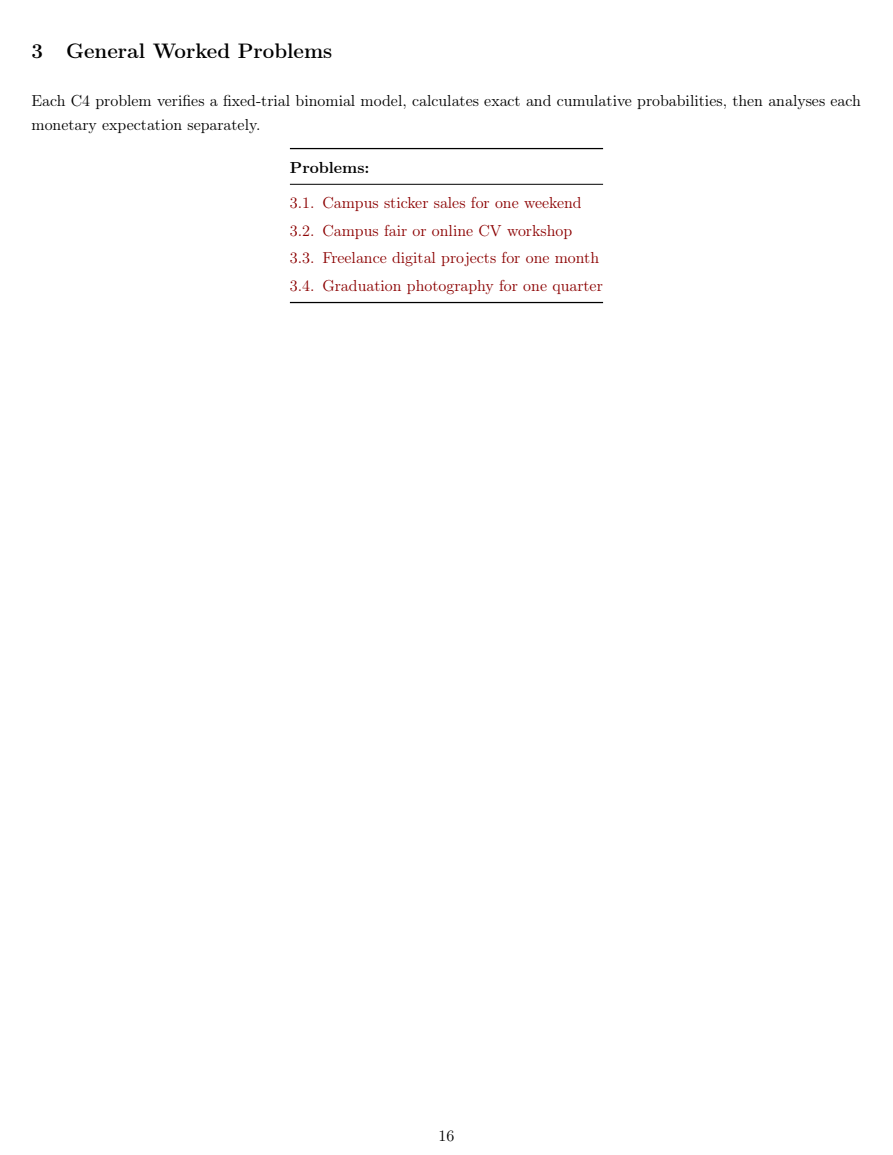 3 General Worked Problems
Each C4 problem verifies a fixed-trial binomial model, calculates exact and cumulative probabilities, then analyses each
monetary expectation separately.
Problems:
3.1. Campus sticker sales for one weekend
3.2. Campus fair or online CV workshop
3.3. Freelance digital projects for one month
3.4. Graduation photography for one quarter
16